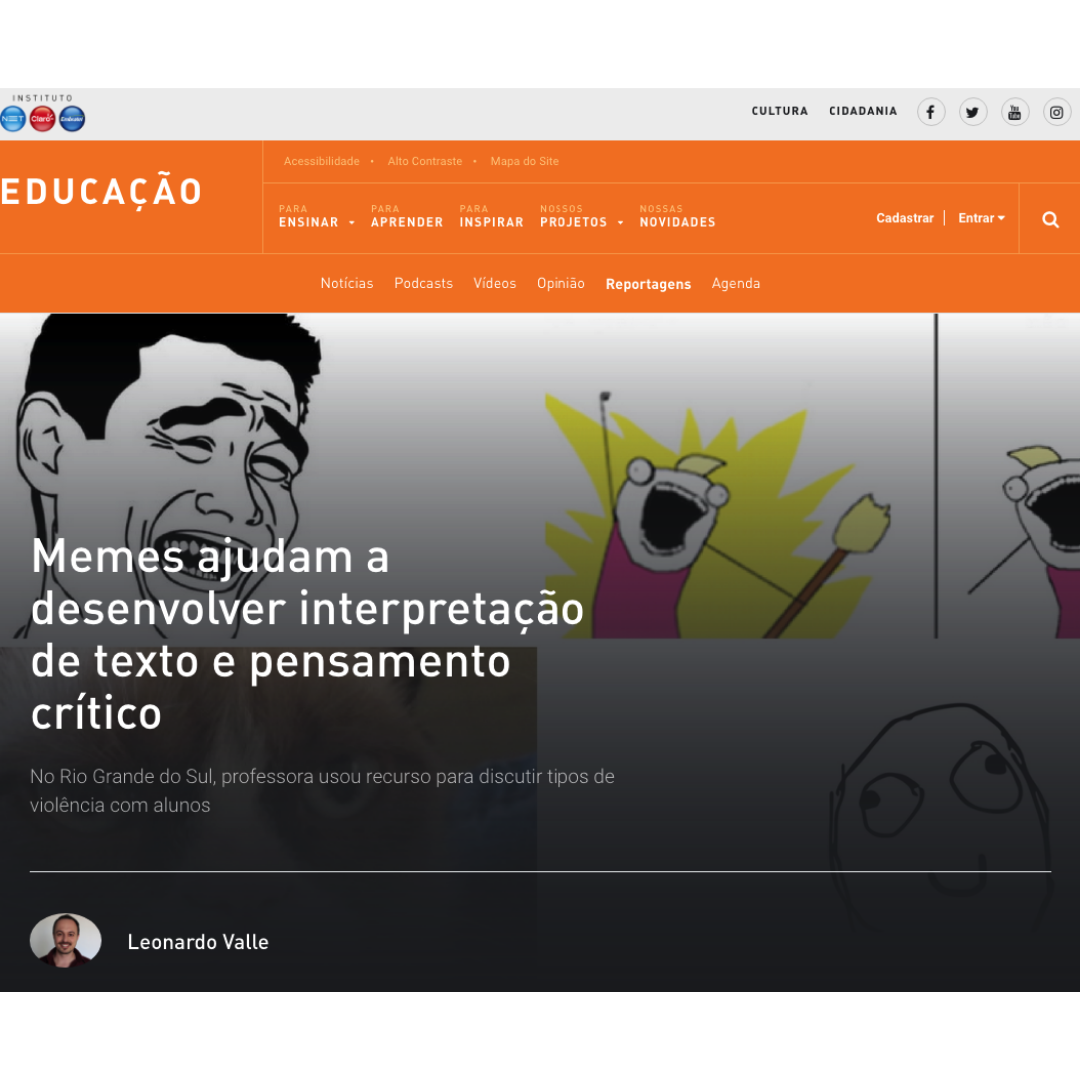 INSTITUTO
NET Claro Embratel
CULTURA CIDADANIA
You Tube
Acessibilidade • Alto Contraste • Mapa do Site
EDUCAÇÃO
PARA ENSINAR
PARA APRENDER
PARA INSPIRAR
NOSSOS PROJETOS
NOSSAS NOVIDADES
Cadastrar | Entrar
Notícias Podcasts Vídeos Opinião Reportagens Agenda
Memes ajudam a
desenvolver interpretação
de texto e pensamento
crítico
No Rio Grande do Sul, professora usou recurso para discutir tipos de
violência com alunos
Leonardo Valle